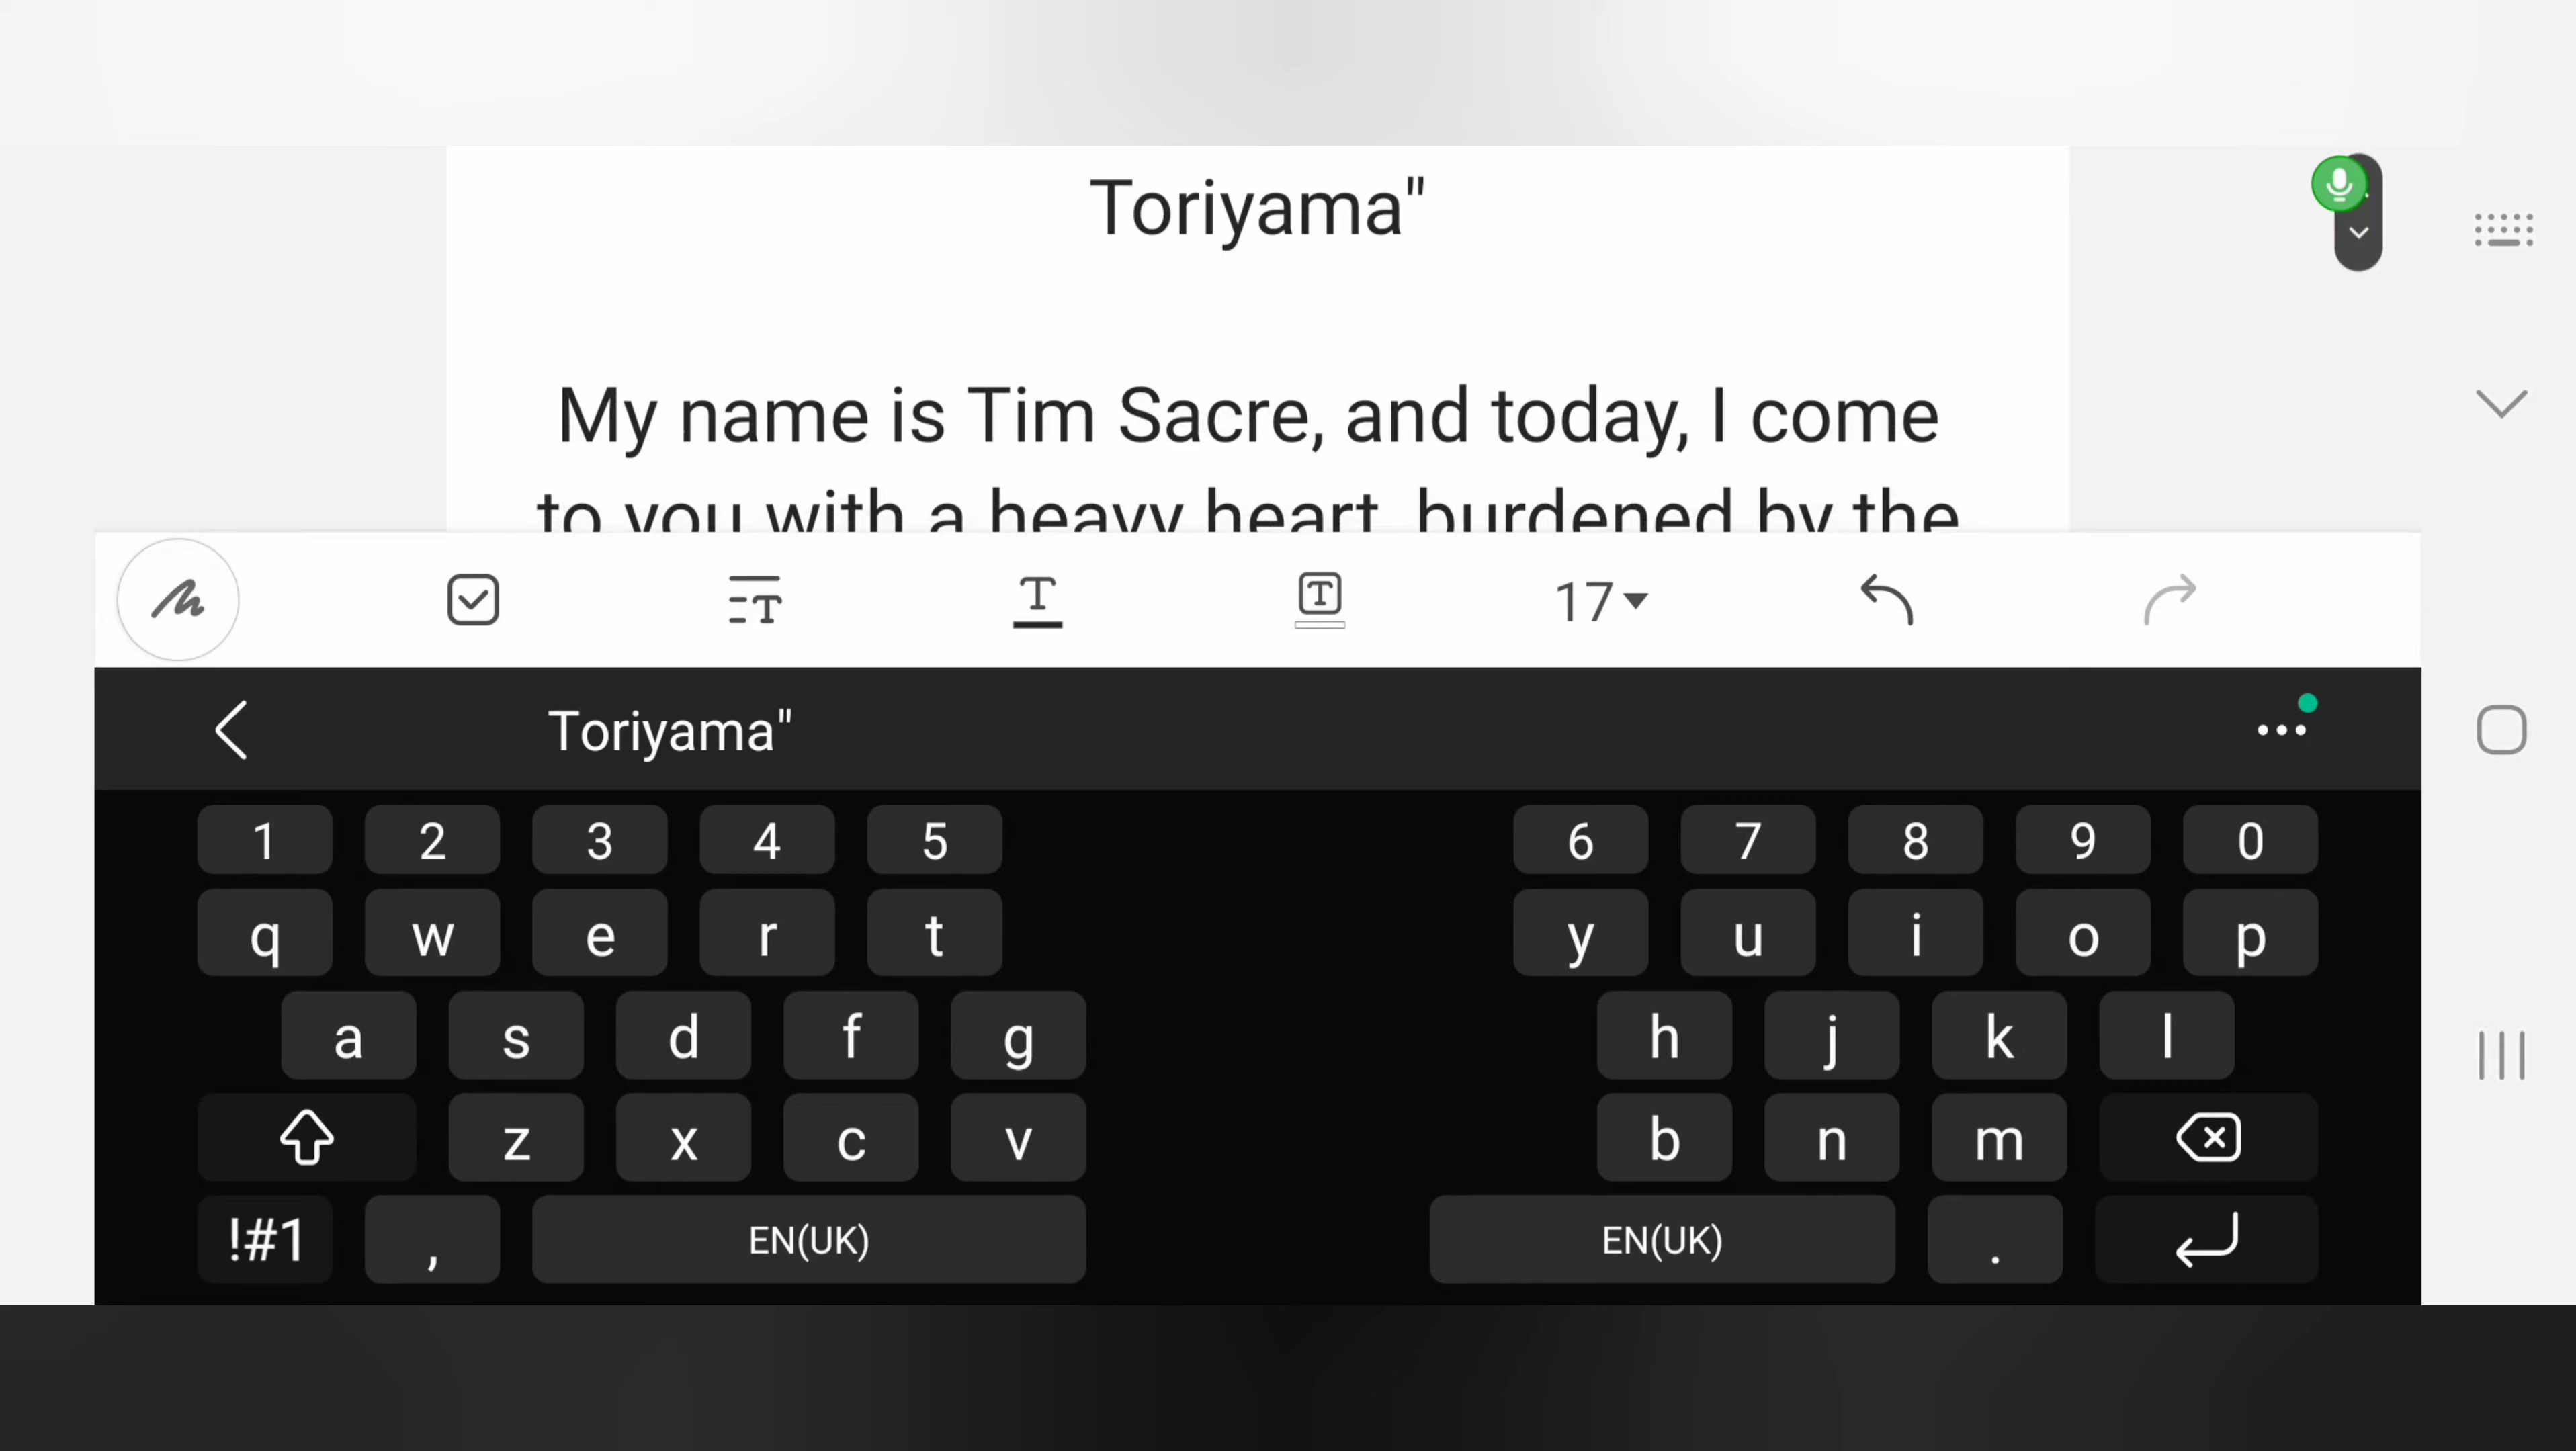 Toriyama"
My name is Tim Sacre, and today, I come
to you with a heavy heart, burdened by the
17
Toriyama"
1 2 3 4 5 6 7 8 9 0
q w e r t y u i o p
a s d f g h j k l
z x c v b n m
!#1 , EN(UK) EN(UK) .